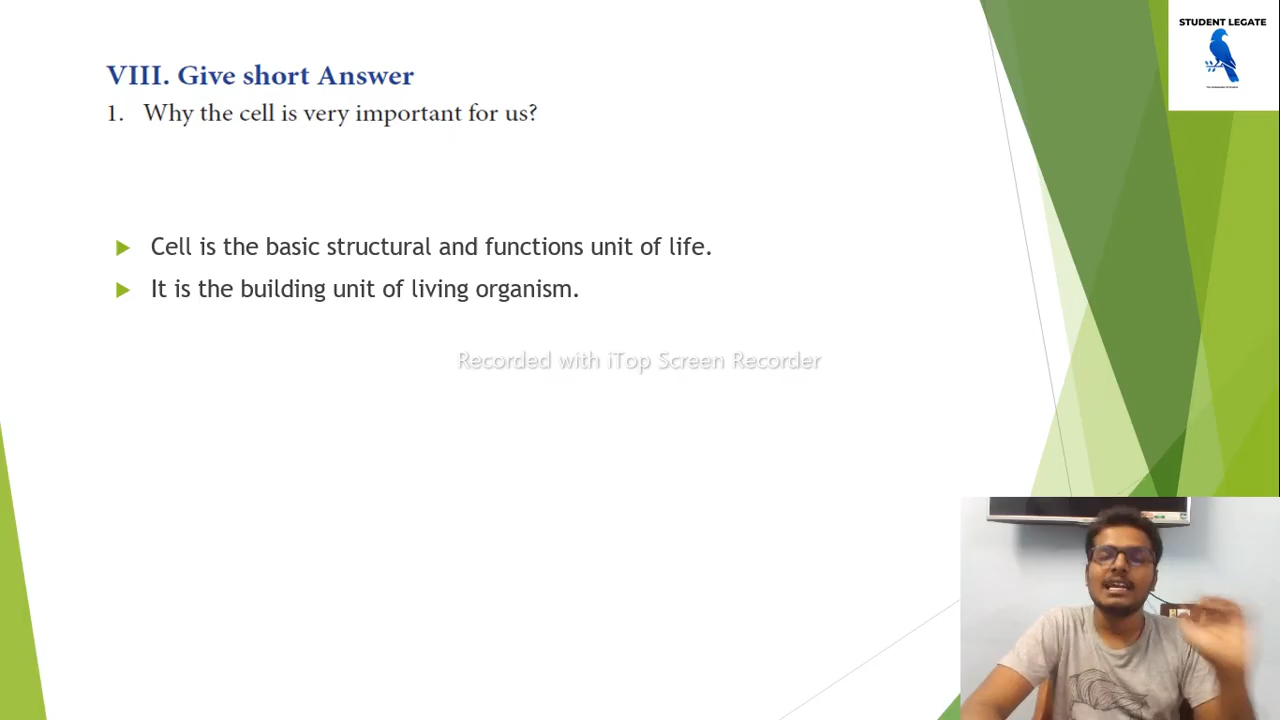 STUDENT LEGATE
VIII. Give short Answer
1. Why the cell is very important for us?
Cell is the basic structural and functions unit of life.
It is the building unit of living organism.
Recorded with iTop Screen Recorder